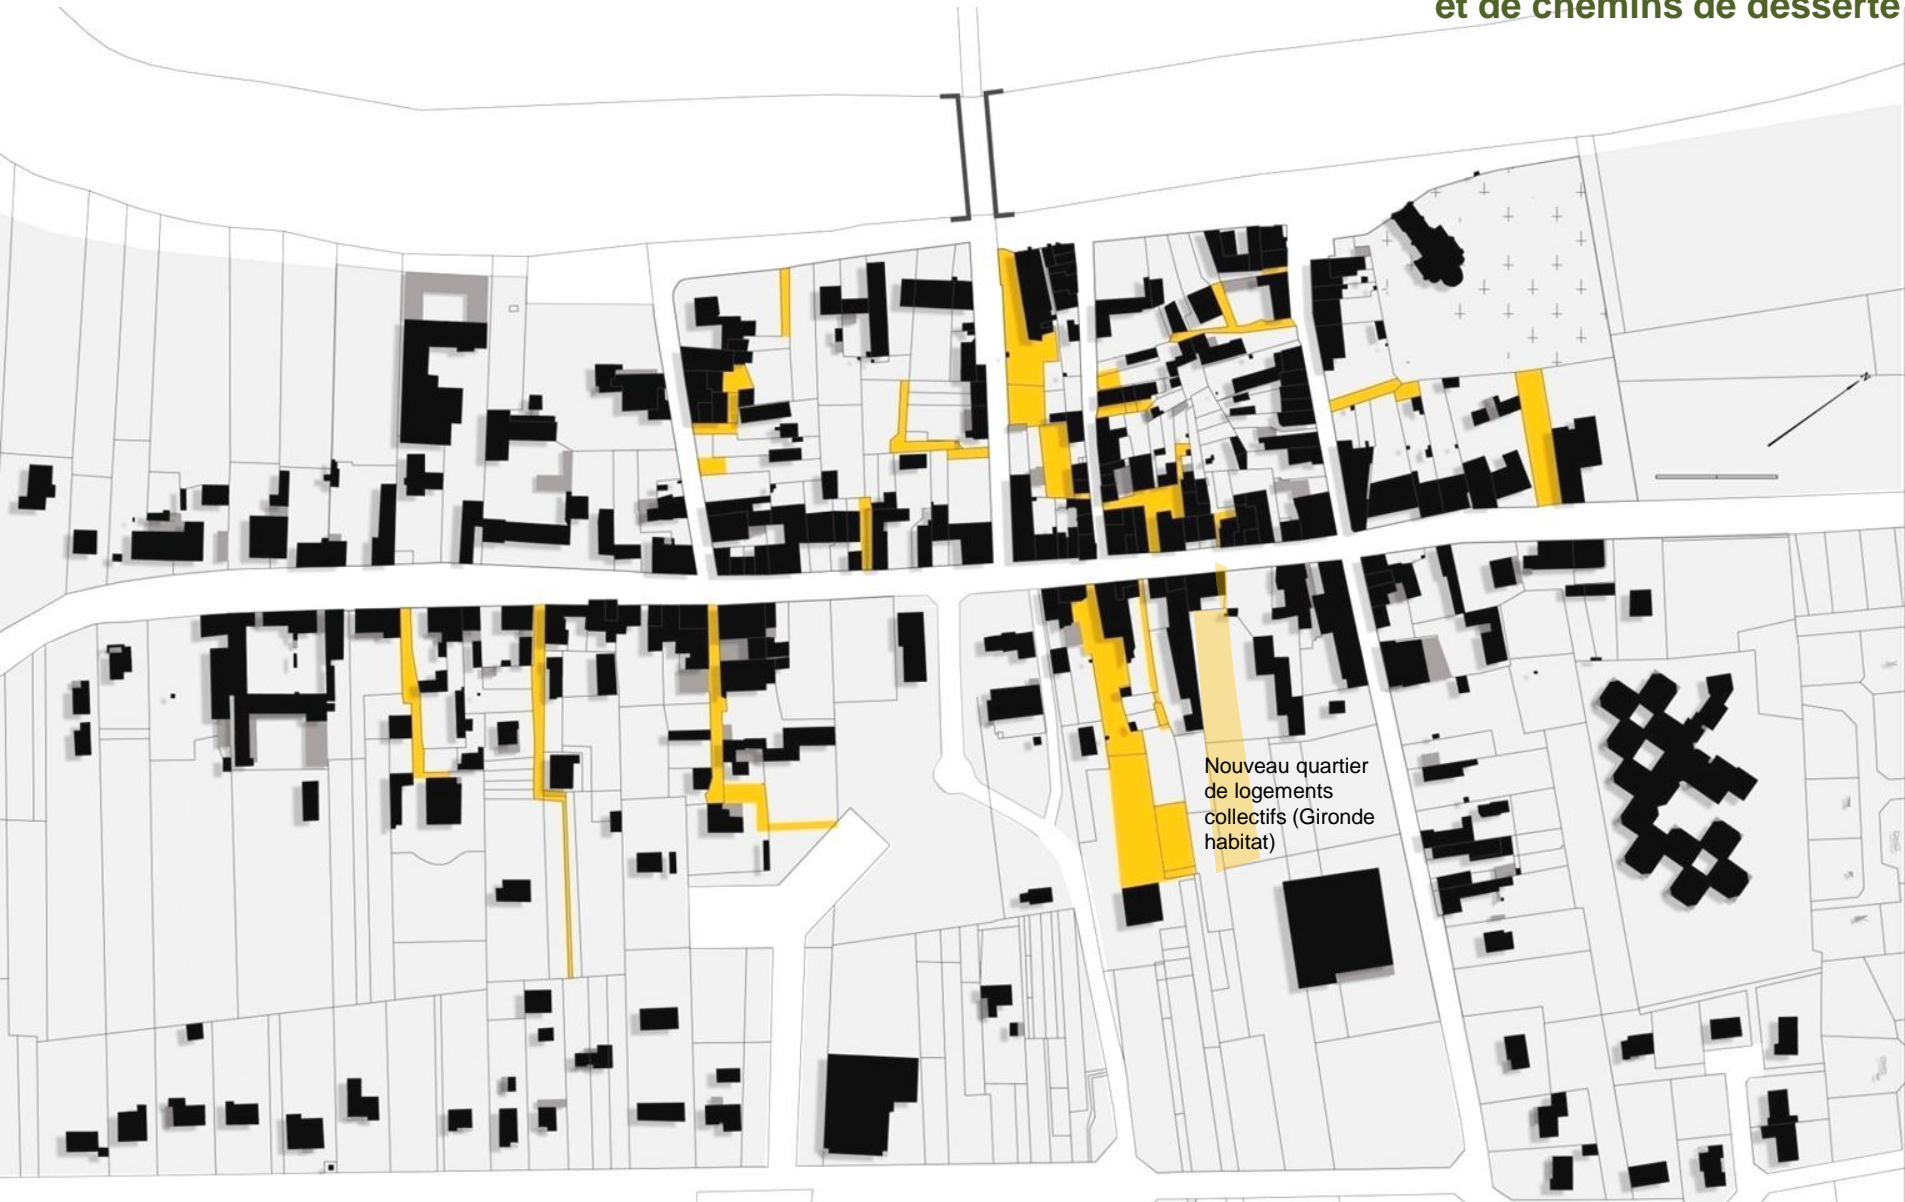 et de chemins de desserte
N
Nouveau quartier
de logements
collectifs (Gironde
habitat)